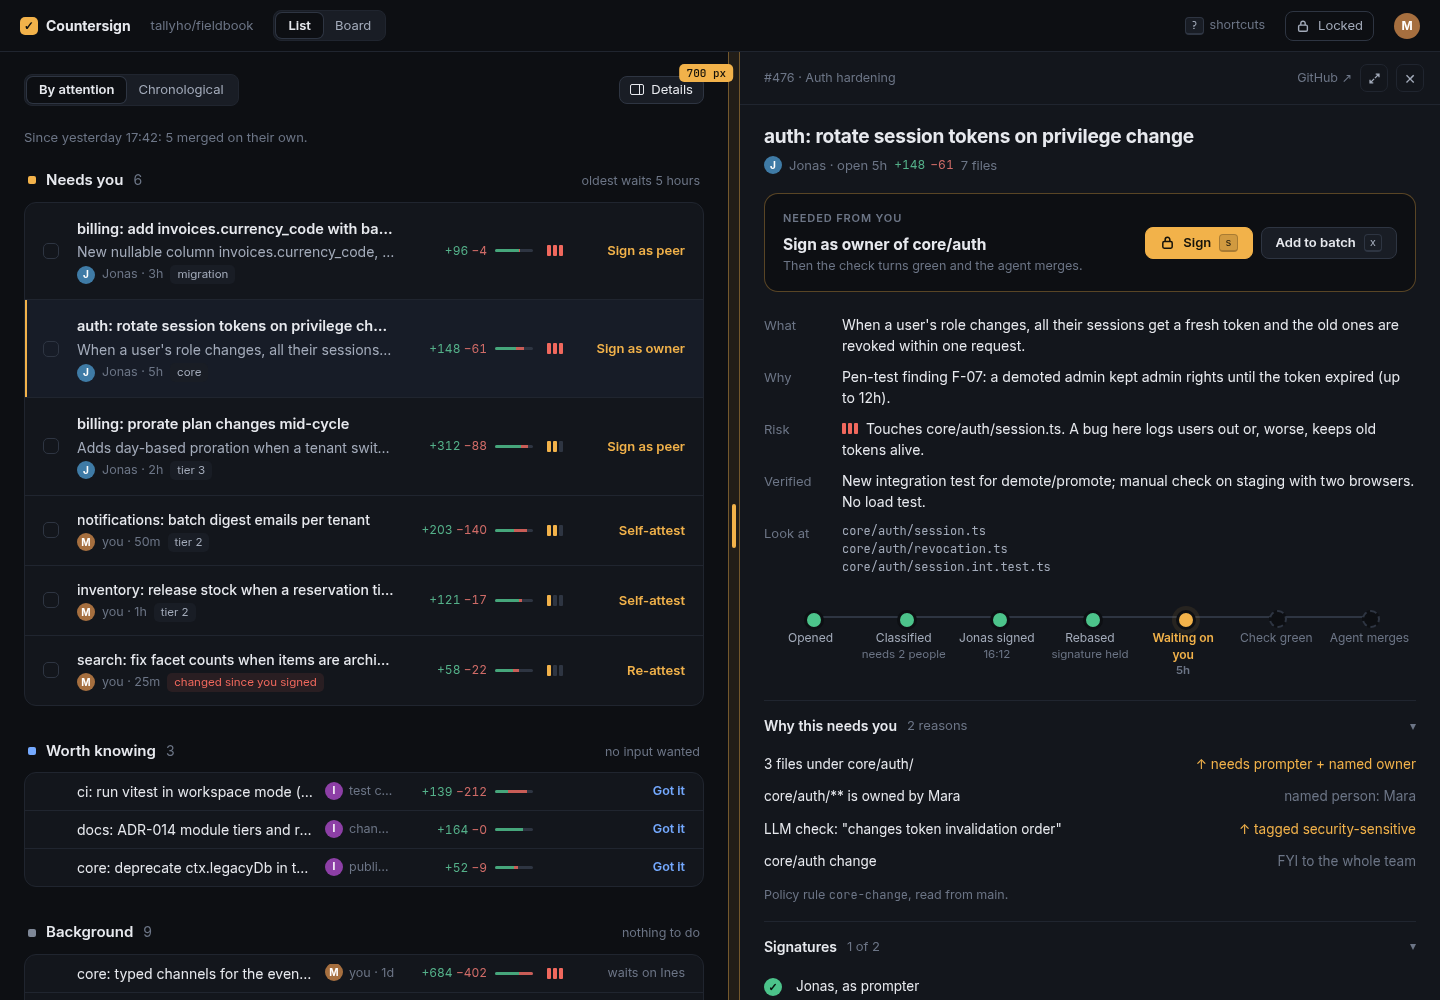 ✓ Countersign tallyho/fieldbook List Board ? shortcuts Locked M
By attention Chronological Details
700 px
Since yesterday 17:42: 5 merged on their own.
Needs you 6 oldest waits 5 hours
billing: add invoices.currency_code with ba…
New nullable column invoices.currency_code, …
J Jonas · 3h migration
+96 −4 Sign as peer
auth: rotate session tokens on privilege ch…
When a user's role changes, all their sessions…
J Jonas · 5h core
+148 −61 Sign as owner
billing: prorate plan changes mid-cycle
Adds day-based proration when a tenant swit…
J Jonas · 2h tier 3
+312 −88 Sign as peer
notifications: batch digest emails per tenant
M you · 50m tier 2
+203 −140 Self-attest
inventory: release stock when a reservation ti…
M you · 1h tier 2
+121 −17 Self-attest
search: fix facet counts when items are archi…
M you · 25m changed since you signed
+58 −22 Re-attest
Worth knowing 3 no input wanted
ci: run vitest in workspace mode (… I test c… +139 −212 Got it
docs: ADR-014 module tiers and r… I chan… +164 −0 Got it
core: deprecate ctx.legacyDb in t… I publi… +52 −9 Got it
Background 9 nothing to do
core: typed channels for the even… M you · 1d +684 −402 waits on Ines
#476 · Auth hardening GitHub ↗ ✕
auth: rotate session tokens on privilege change
J Jonas · open 5h +148 −61 7 files
NEEDED FROM YOU
Sign as owner of core/auth
Then the check turns green and the agent merges.
Sign s Add to batch x
What When a user's role changes, all their sessions get a fresh token and the old ones are
revoked within one request.
Why Pen-test finding F-07: a demoted admin kept admin rights until the token expired (up
to 12h).
Risk Touches core/auth/session.ts. A bug here logs users out or, worse, keeps old
tokens alive.
Verified New integration test for demote/promote; manual check on staging with two browsers.
No load test.
Look at core/auth/session.ts
core/auth/revocation.ts
core/auth/session.int.test.ts
Opened Classified Jonas signed Rebased Waiting on Check green Agent merges
needs 2 people 16:12 signature held you
5h
Why this needs you 2 reasons ▾
3 files under core/auth/ ↑ needs prompter + named owner
core/auth/** is owned by Mara named person: Mara
LLM check: "changes token invalidation order" ↑ tagged security-sensitive
core/auth change FYI to the whole team
Policy rule core-change, read from main.
Signatures 1 of 2 ▾
✓ Jonas, as prompter